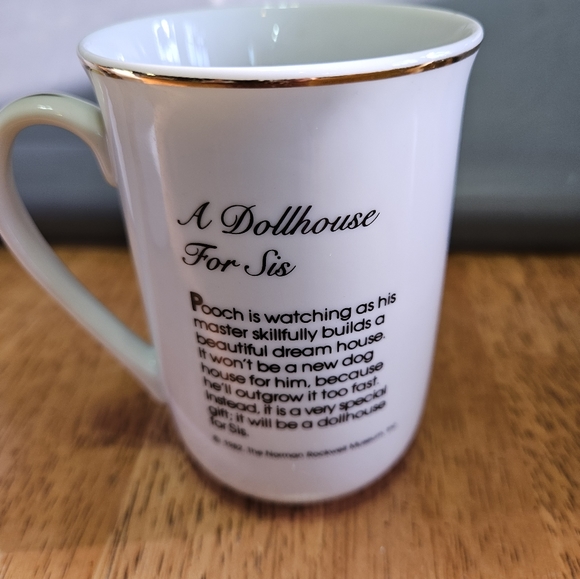 A Dollhouse
For Sis
Pooch is watching as his
master skillfully builds a
beautiful dream house.
It won't be a new dog
house for him, because
he'll outgrow it too fast.
Instead, it is a very special
gift; it will be a dollhouse
for Sis.
© 1982 The Norman Rockwell Museum,